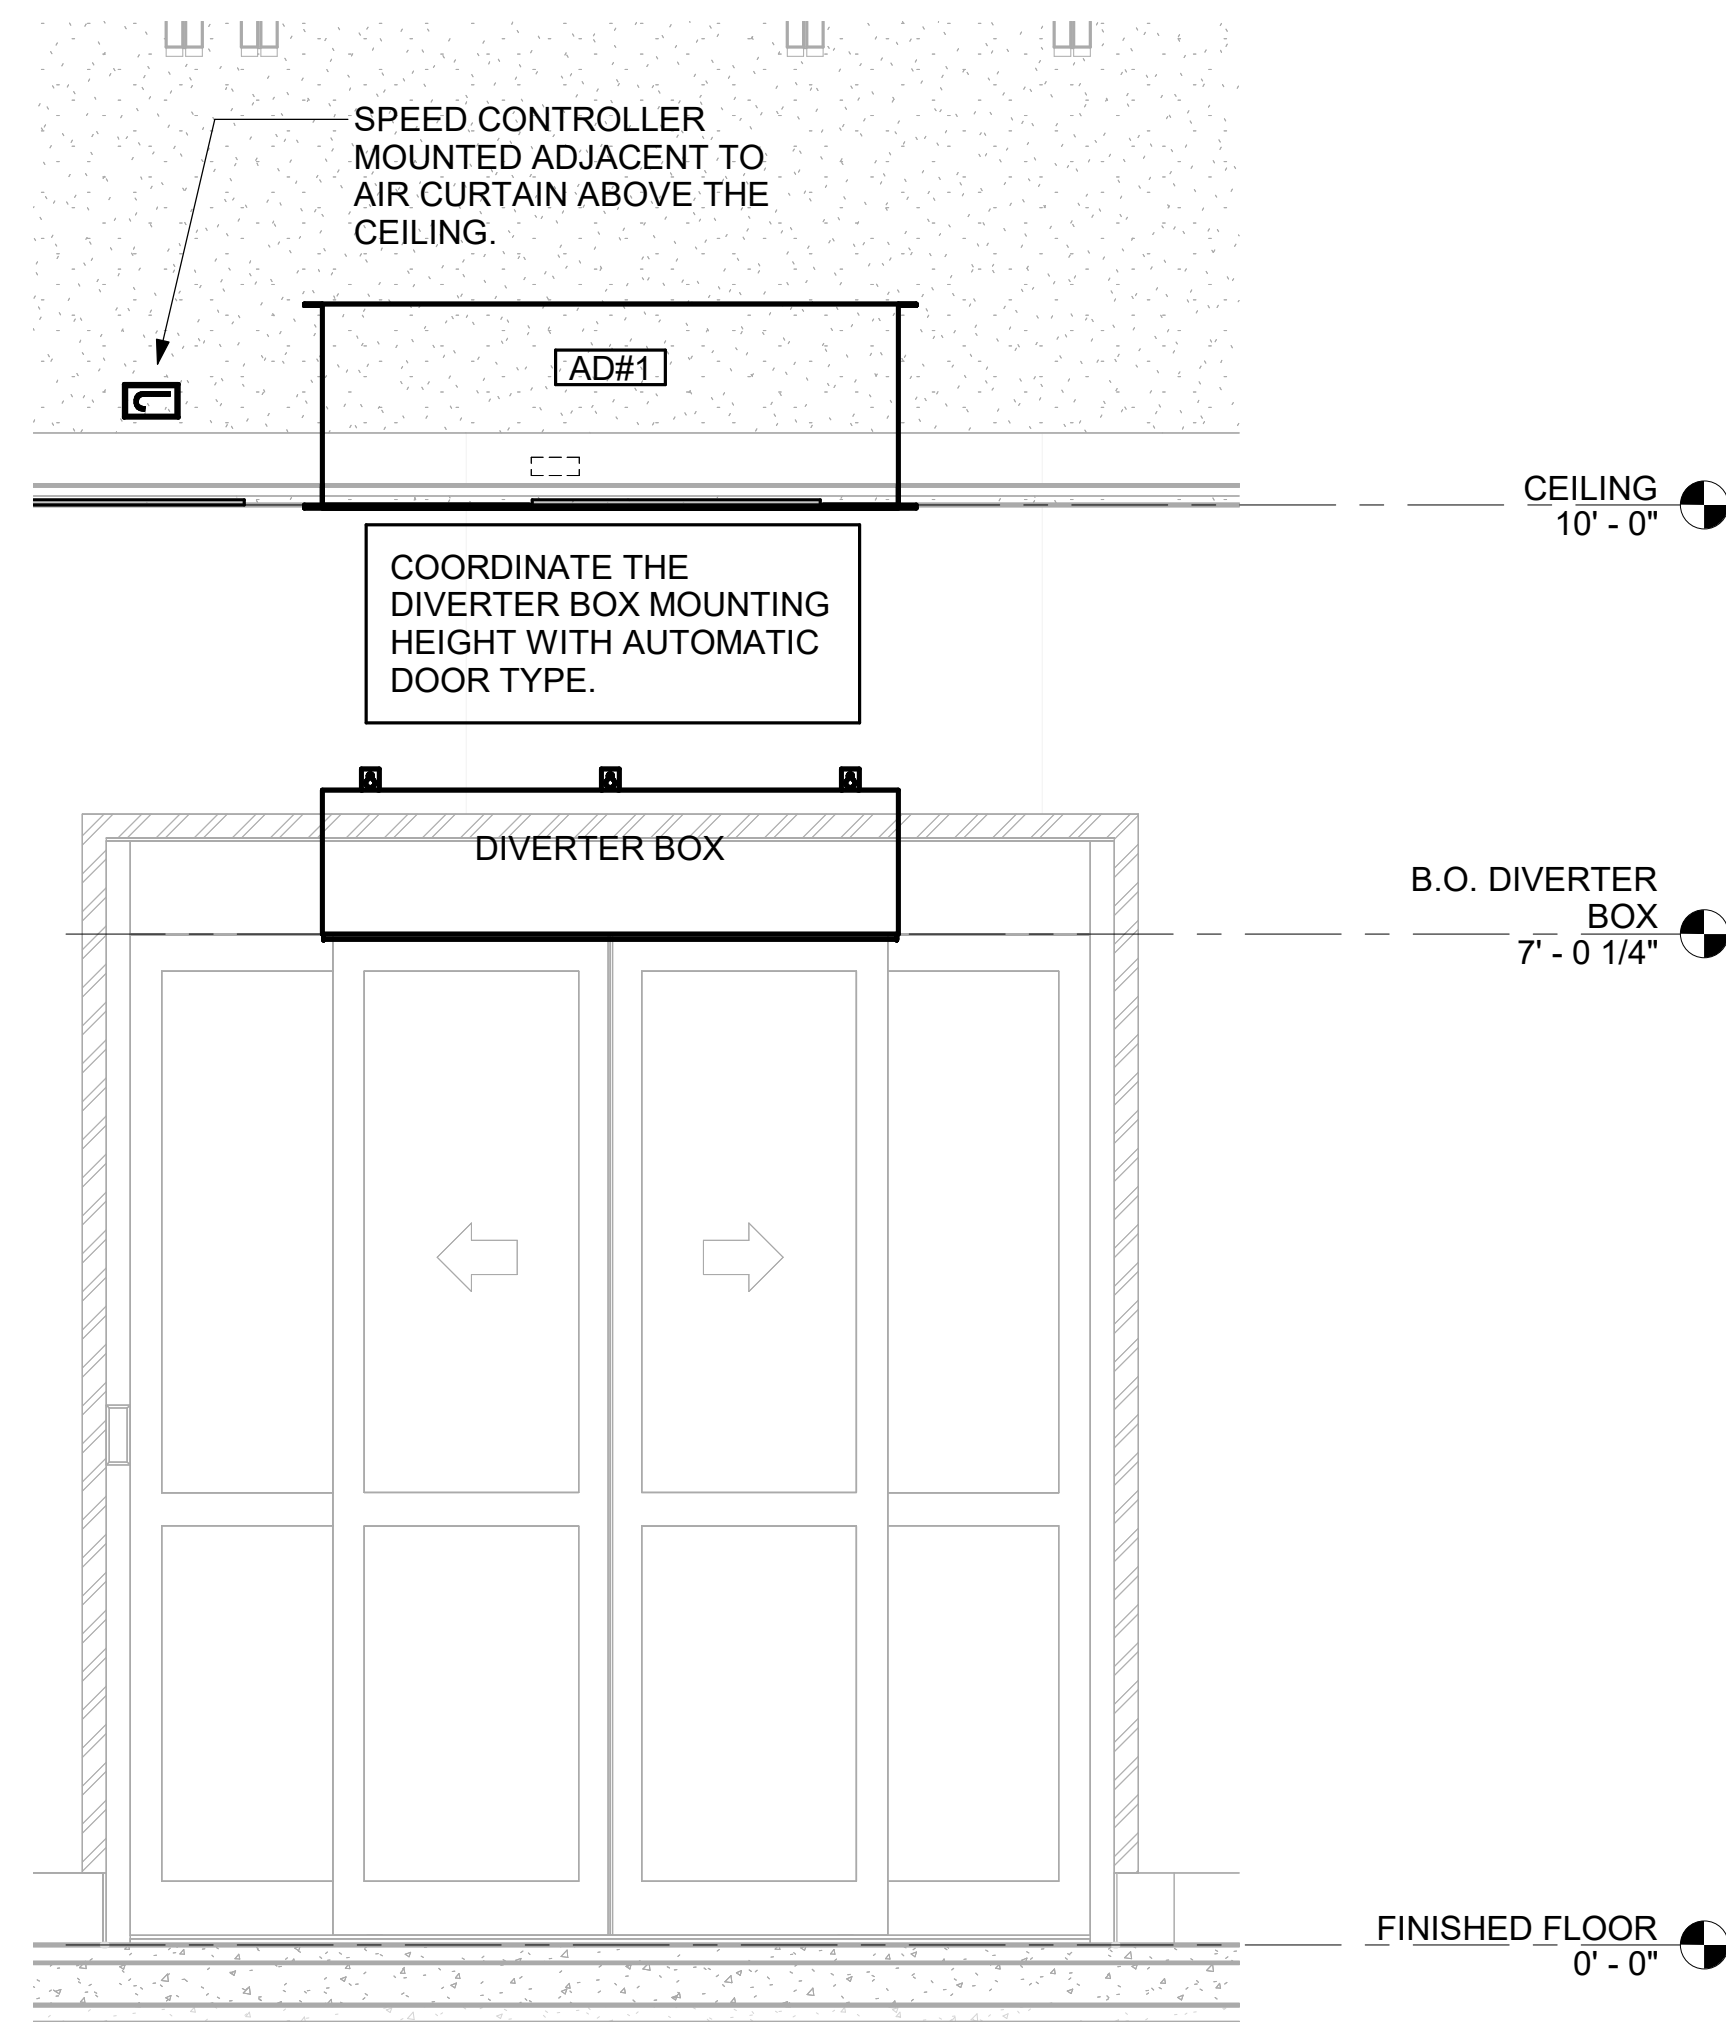 SPEED CONTROLLER
MOUNTED ADJACENT TO
AIR CURTAIN ABOVE THE
CEILING.
AD#1
CEILING
10' - 0"
COORDINATE THE
DIVERTER BOX MOUNTING
HEIGHT WITH AUTOMATIC
DOOR TYPE.
DIVERTER BOX
B.O. DIVERTER
BOX
7' - 0 1/4"
FINISHED FLOOR
0' - 0"